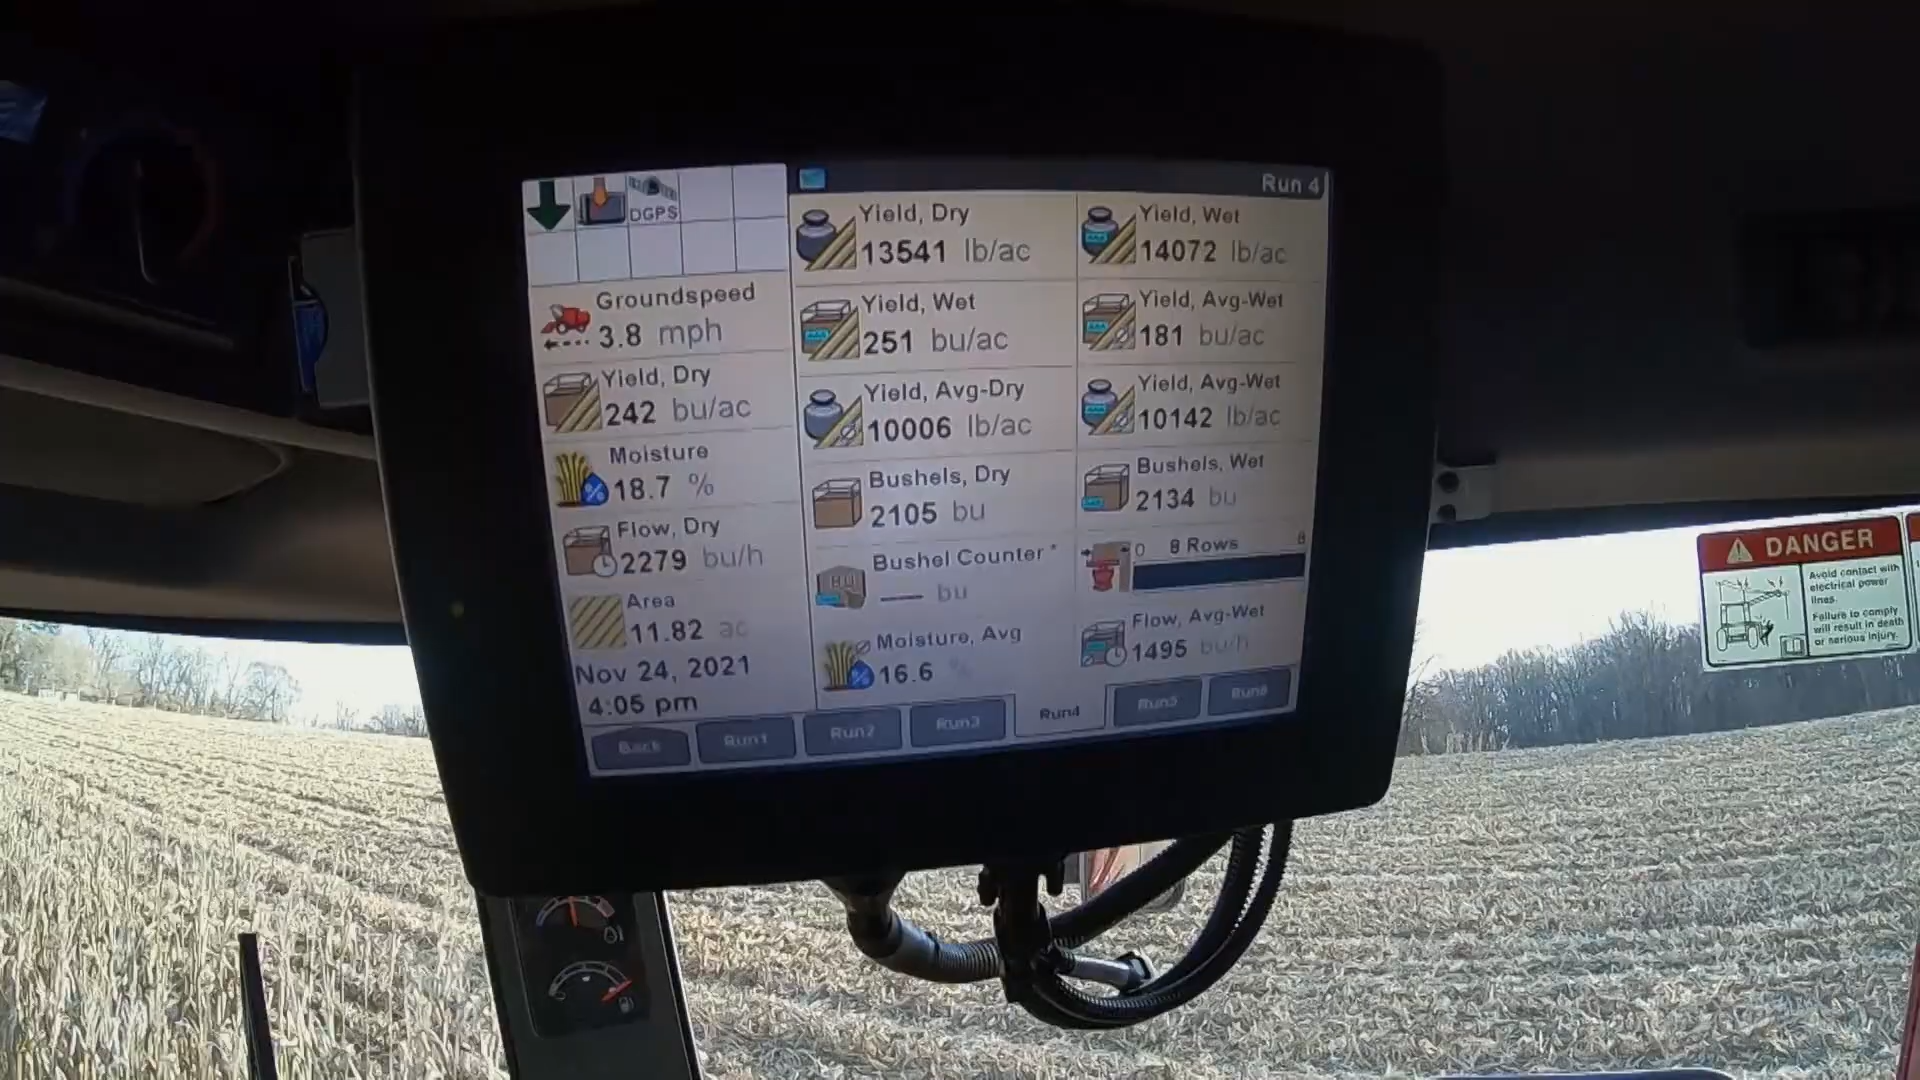 DGPS
Run 4
Groundspeed
3.8 mph
Yield, Dry
242 bu/ac
Moisture
18.7 %
Flow, Dry
2279 bu/h
Area
11.82 ac
Nov 24, 2021
4:05 pm
Yield, Dry
13541 lb/ac
Yield, Wet
251 bu/ac
Yield, Avg-Dry
10006 lb/ac
Bushels, Dry
2105 bu
Bushel Counter *
bu
Moisture, Avg
16.6 %
Yield, Wet
14072 lb/ac
Yield, Avg-Wet
181 bu/ac
Yield, Avg-Wet
10142 lb/ac
Bushels, Wet
2134 bu
0 8 Rows 8
Flow, Avg-Wet
1495 bu/h
Back
Run1
Run2
Run3
Run4
Run5
Run6
DANGER
Avoid contact with
electrical power
lines.
Failure to comply
will result in death
or serious injury.